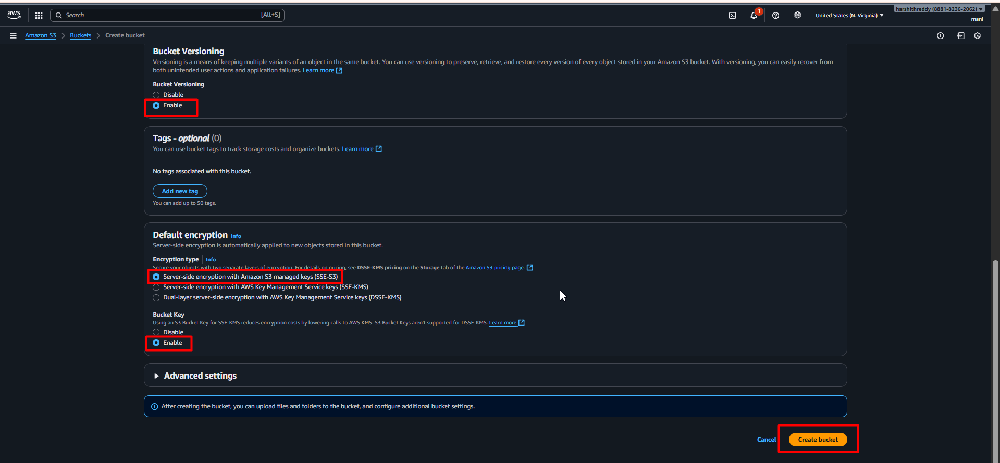 aws
Search
[Alt+S]
1
United States (N. Virginia)
harshithreddy (8881-8236-2062)
mani
Amazon S3
Buckets
Create bucket
Bucket Versioning
Versioning is a means of keeping multiple variants of an object in the same bucket. You can use versioning to preserve, retrieve, and restore every version of every object stored in your Amazon S3 bucket. With versioning, you can easily recover from
both unintended user actions and application failures. Learn more
Bucket Versioning
Disable
Enable
Tags - optional (0)
You can use bucket tags to track storage costs and organize buckets. Learn more
No tags associated with this bucket.
Add new tag
You can add up to 50 tags.
Default encryption Info
Server-side encryption is automatically applied to new objects stored in this bucket.
Encryption type Info
Secure your objects with two separate layers of encryption. For details on pricing, see DSSE-KMS pricing on the Storage tab of the Amazon S3 pricing page.
Server-side encryption with Amazon S3 managed keys (SSE-S3)
Server-side encryption with AWS Key Management Service keys (SSE-KMS)
Dual-layer server-side encryption with AWS Key Management Service keys (DSSE-KMS)
Bucket Key
Using an S3 Bucket Key for SSE-KMS reduces encryption costs by lowering calls to AWS KMS. S3 Bucket Keys aren't supported for DSSE-KMS. Learn more
Disable
Enable
Advanced settings
After creating the bucket, you can upload files and folders to the bucket, and configure additional bucket settings.
Cancel
Create bucket